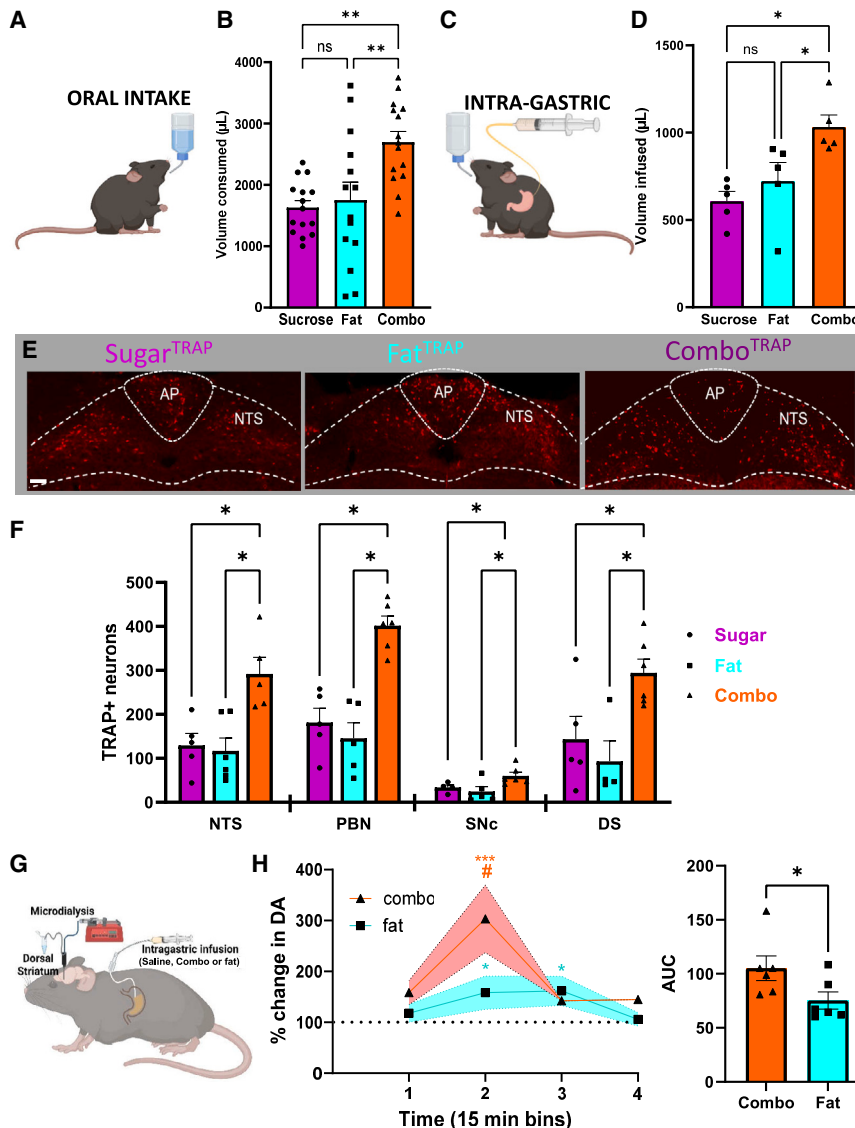 A
ORAL INTAKE
B
**
ns
**
Volume consumed (µL)
4000
3000
2000
1000
0
Sucrose Fat Combo
C
INTRA-GASTRIC
D
*
ns
*
Volume infused (µL)
1500
1000
500
0
Sucrose Fat Combo
E
SugarTRAP
FatTRAP
ComboTRAP
AP
NTS
AP
NTS
AP
NTS
F
* * * *
* * * *
TRAP+ neurons
500
400
300
200
100
0
NTS PBN SNc DS
Sugar
Fat
Combo
G
Microdialysis
Dorsal
Striatum
Intragastric infusion
(Saline, Combo or fat)
H
% change in DA
400
300
200
100
0
combo
fat
***
#
*
*
1 2 3 4
Time (15 min bins)
AUC
200
150
100
50
0
*
Combo Fat